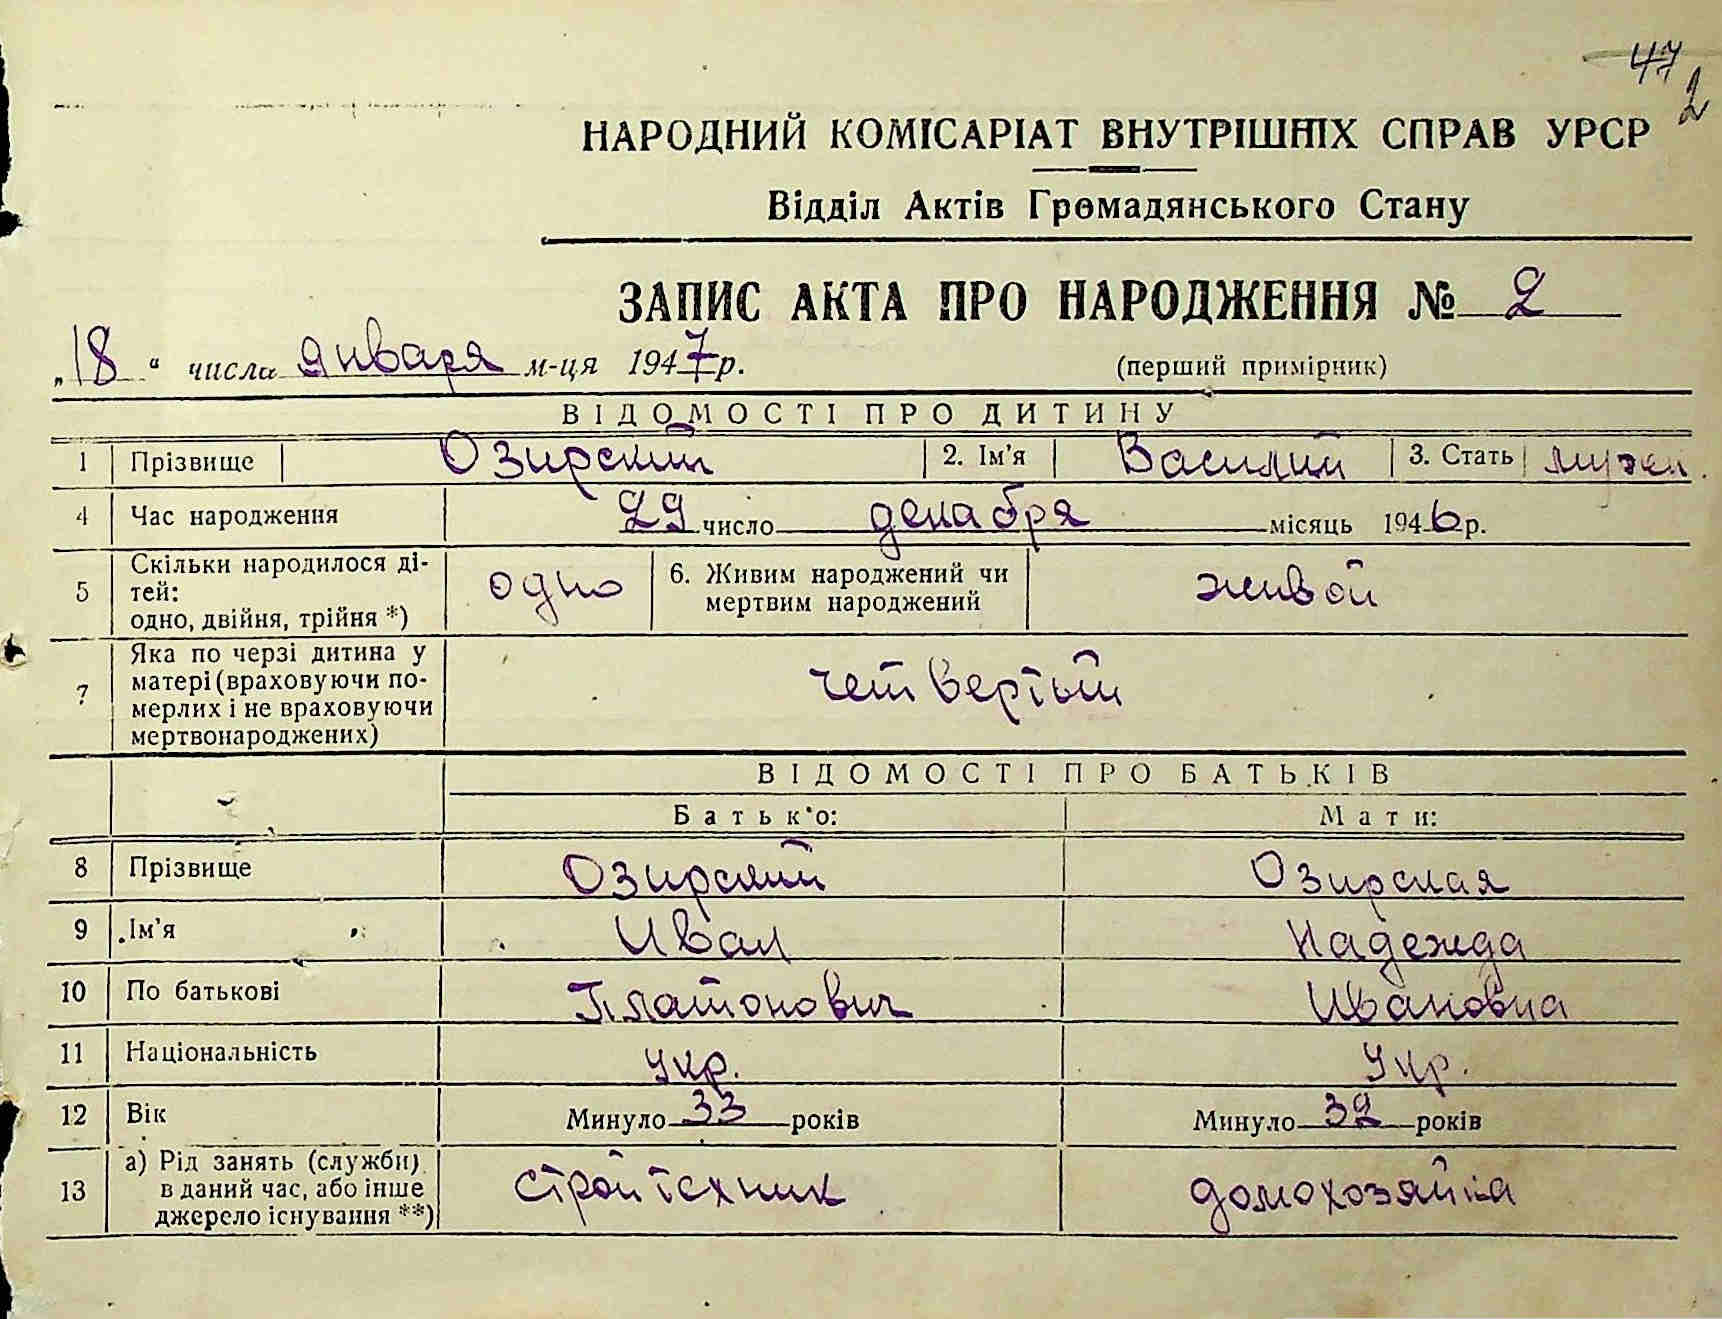 47
2
НАРОДНИЙ КОМІСАРІАТ ВНУТРІШНІХ СПРАВ УРСР
Відділ Актів Громадянського Стану
ЗАПИС АКТА ПРО НАРОДЖЕННЯ № 2
„18“ числа января м-ця 1947 р. (перший примірник)
ВІДОМОСТІ ПРО ДИТИНУ
1 Прізвище Озирский 2. Ім'я Василий 3. Стать мужск.
4 Час народження 29 число декабря місяць 1946 р.
5 Скільки народилося ді-
тей:
одно, двійня, трійня *) одно 6. Живим народжений чи
мертвим народжений живой
7 Яка по черзі дитина у
матері (враховуючи по-
мерлих і не враховуючи
мертвонароджених) четвертый
ВІДОМОСТІ ПРО БАТЬКІВ
Батько: Мати:
8 Прізвище Озирский Озирская
9 Ім'я Иван Надежда
10 По батькові Платонович Ивановна
11 Національність укр. Укр.
12 Вік Минуло 33 років Минуло 32 років
13 а) Рід занять (служби)
в даний час, або інше
джерело існування **) стройтехник домохозяйка